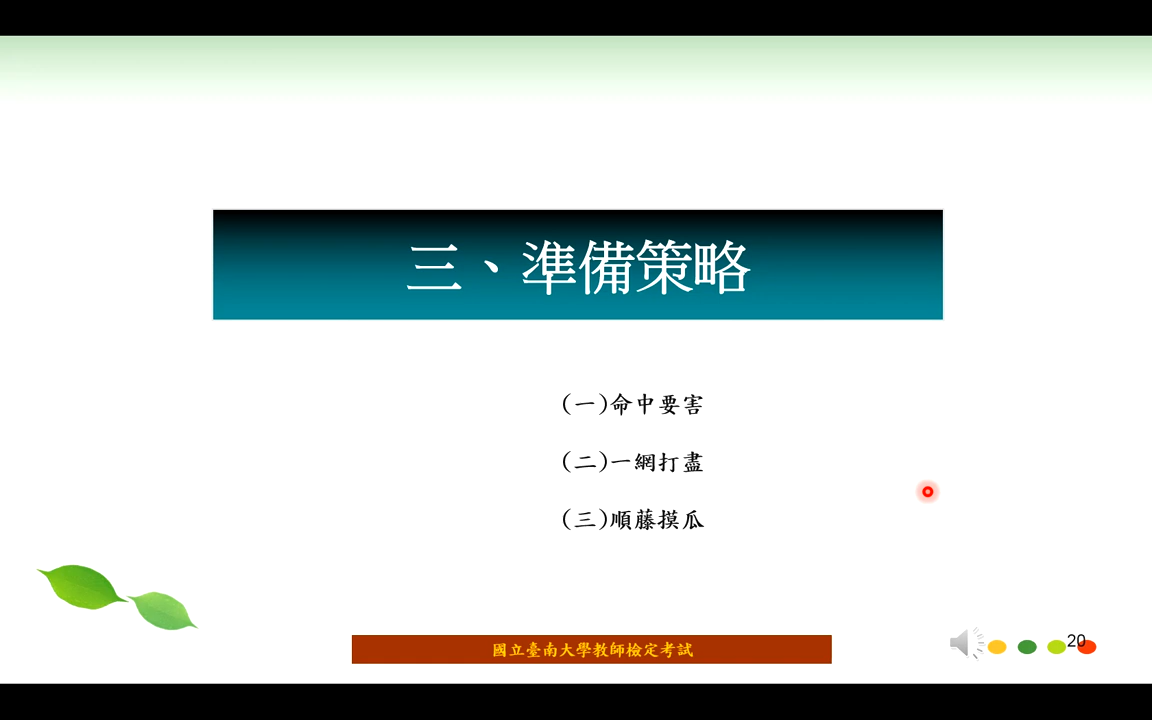 三、準備策略
(一)命中要害
(二)一網打盡
(三)順藤摸瓜
國立臺南大學教師檢定考試
20